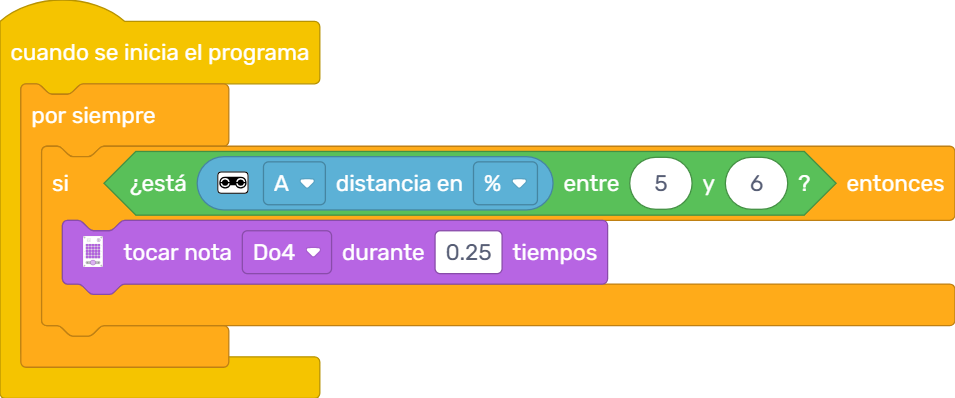 cuando se inicia el programa
por siempre
si ¿está A distancia en % entre 5 y 6 ? entonces
tocar nota Do4 durante 0.25 tiempos